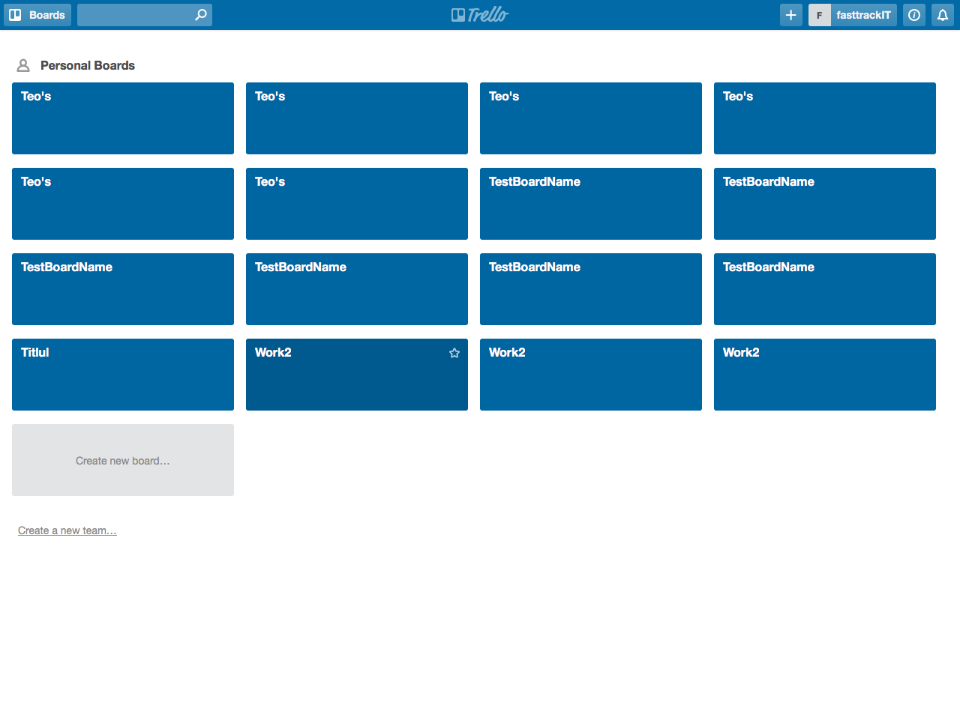 Boards Trello F fasttrackIT
Personal Boards
Teo's Teo's Teo's Teo's
Teo's Teo's TestBoardName TestBoardName
TestBoardName TestBoardName TestBoardName TestBoardName
Titlul Work2 Work2 Work2
Create new board…
Create a new team…